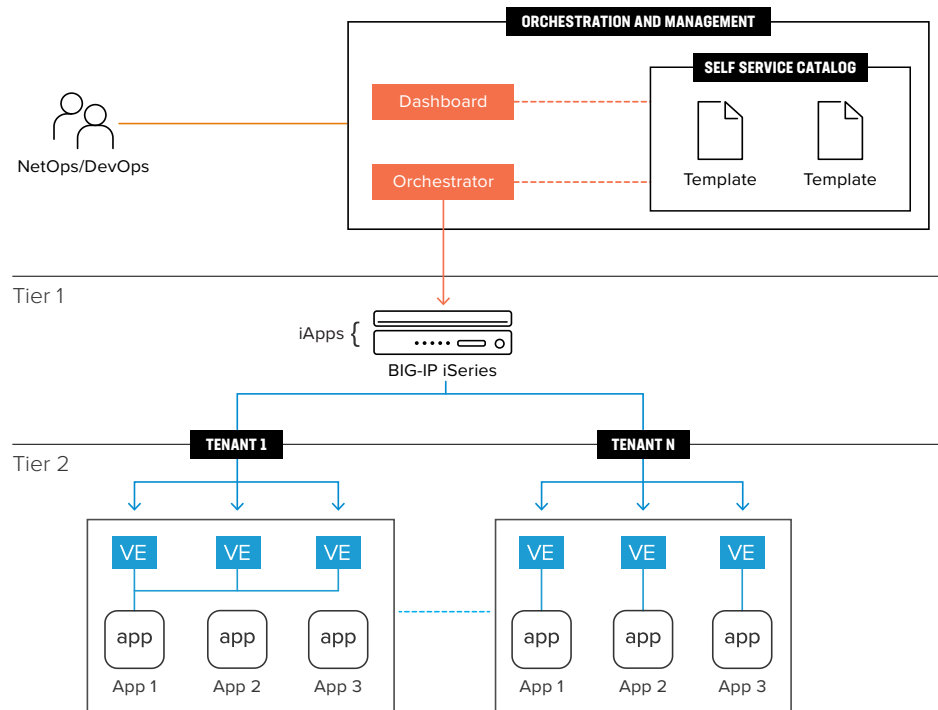 ORCHESTRATION AND MANAGEMENT
SELF SERVICE CATALOG
Dashboard
NetOps/DevOps
Orchestrator
Template
Template
Tier 1
iApps {
BIG-IP iSeries
TENANT 1
TENANT N
Tier 2
VE
VE
VE
VE
VE
VE
app
app
app
app
app
app
App 1
App 2
App 3
App 1
App 2
App 3